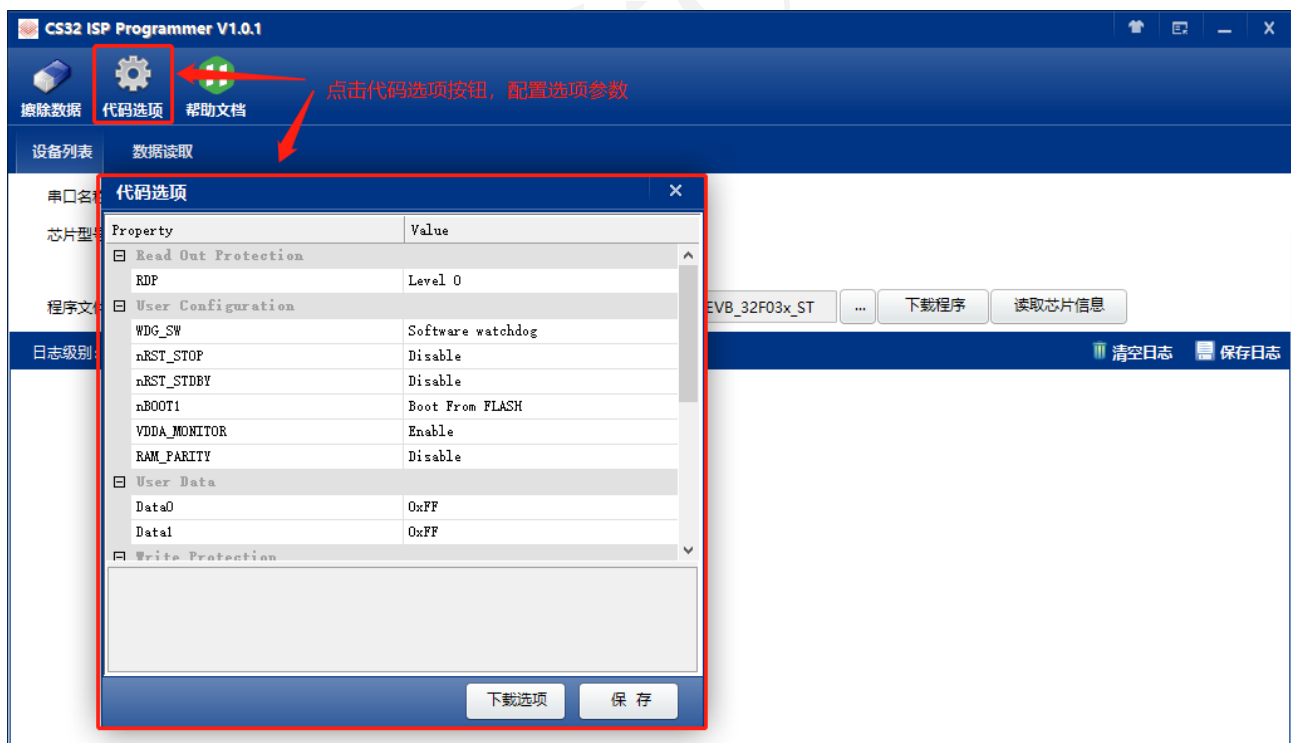 CS32 ISP Programmer V1.0.1
擦除数据 代码选项 帮助文档
点击代码选项按钮，配置选项参数
设备列表 数据读取
串口名称
芯片型号
程序文件
EVB_32F03x_ST ... 下载程序 读取芯片信息
日志级别: 清空日志 保存日志
代码选项
Property Value
Read Out Protection
RDP Level 0
User Configuration
WDG_SW Software watchdog
nRST_STOP Disable
nRST_STDBY Disable
nBOOT1 Boot From FLASH
VDDA_MONITOR Enable
RAM_PARITY Disable
User Data
Data0 0xFF
Data1 0xFF
Write Protection
下载选项 保 存